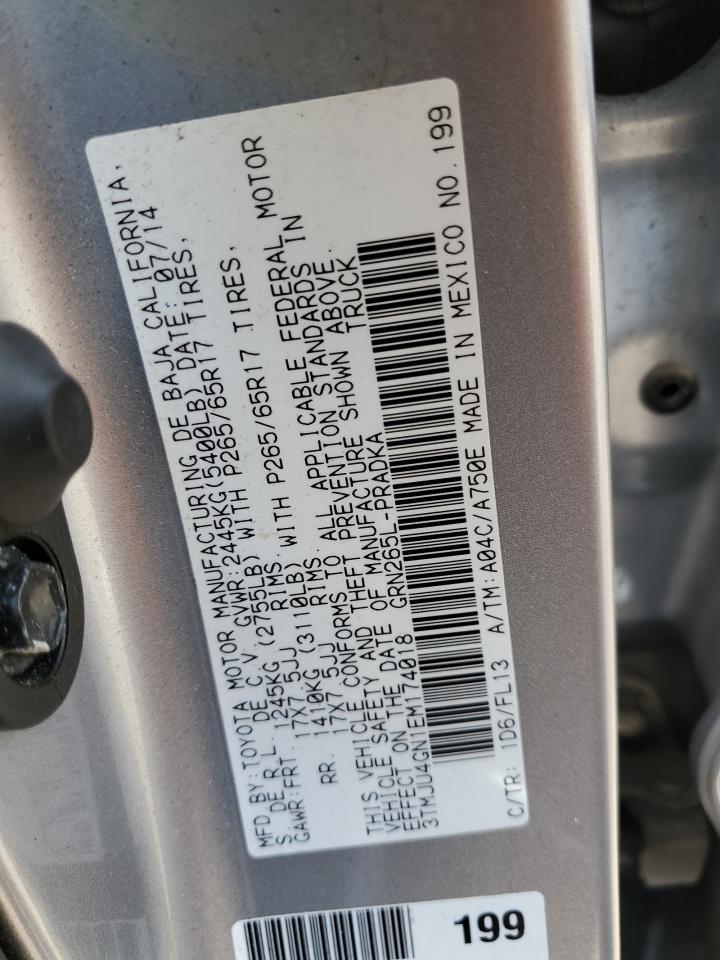 MFD BY:TOYOTA MOTOR MANUFACTURING DE BAJA CALIFORNIA,
S DE R.L. DE C.V. GVWR:2445KG(5400LB) DATE: 07/14
GAWR:FRT. 1245KG (2755LB) WITH P265/65R17 TIRES,
17X7.5JJ RIMS.
RR. 1410KG (3110LB) WITH P265/65R17 TIRES,
17X7.5JJ RIMS.
THIS VEHICLE CONFORMS TO ALL APPLICABLE FEDERAL MOTOR
VEHICLE SAFETY AND THEFT PREVENTION STANDARDS IN
EFFECT ON THE DATE OF MANUFACTURE SHOWN ABOVE.
3TMJU4GN1EM174018 GRN265L-PRADKA TRUCK
C/TR: 1D6/FL13 A/TM:A04C/A750E MADE IN MEXICO NO.199
199